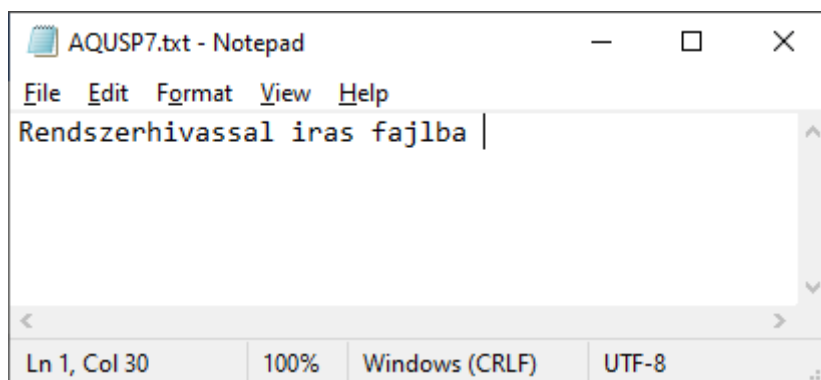 AQUSP7.txt - Notepad
File Edit Format View Help
Rendszerhivassal iras fajlba
Ln 1, Col 30 100% Windows (CRLF) UTF-8